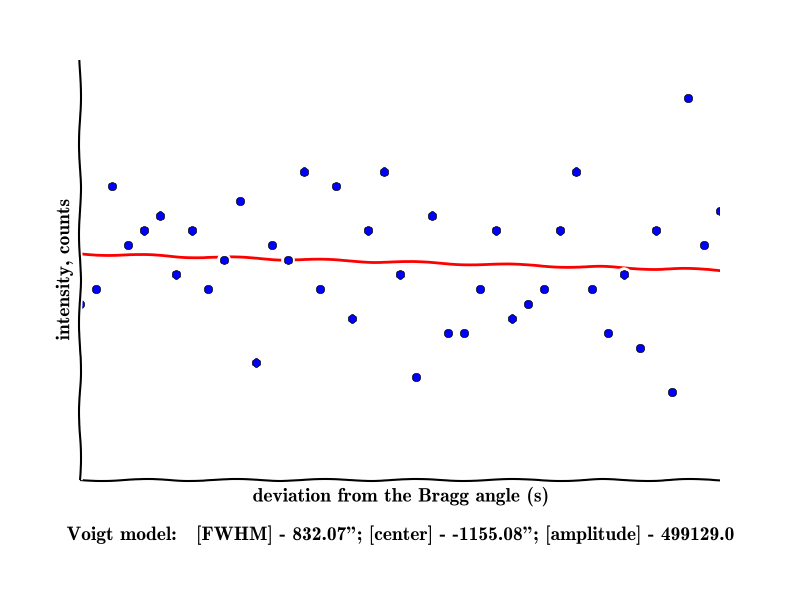 intensity, counts
deviation from the Bragg angle (s)
Voigt model: [FWHM] - 832.07”; [center] - -1155.08”; [amplitude] - 499129.0